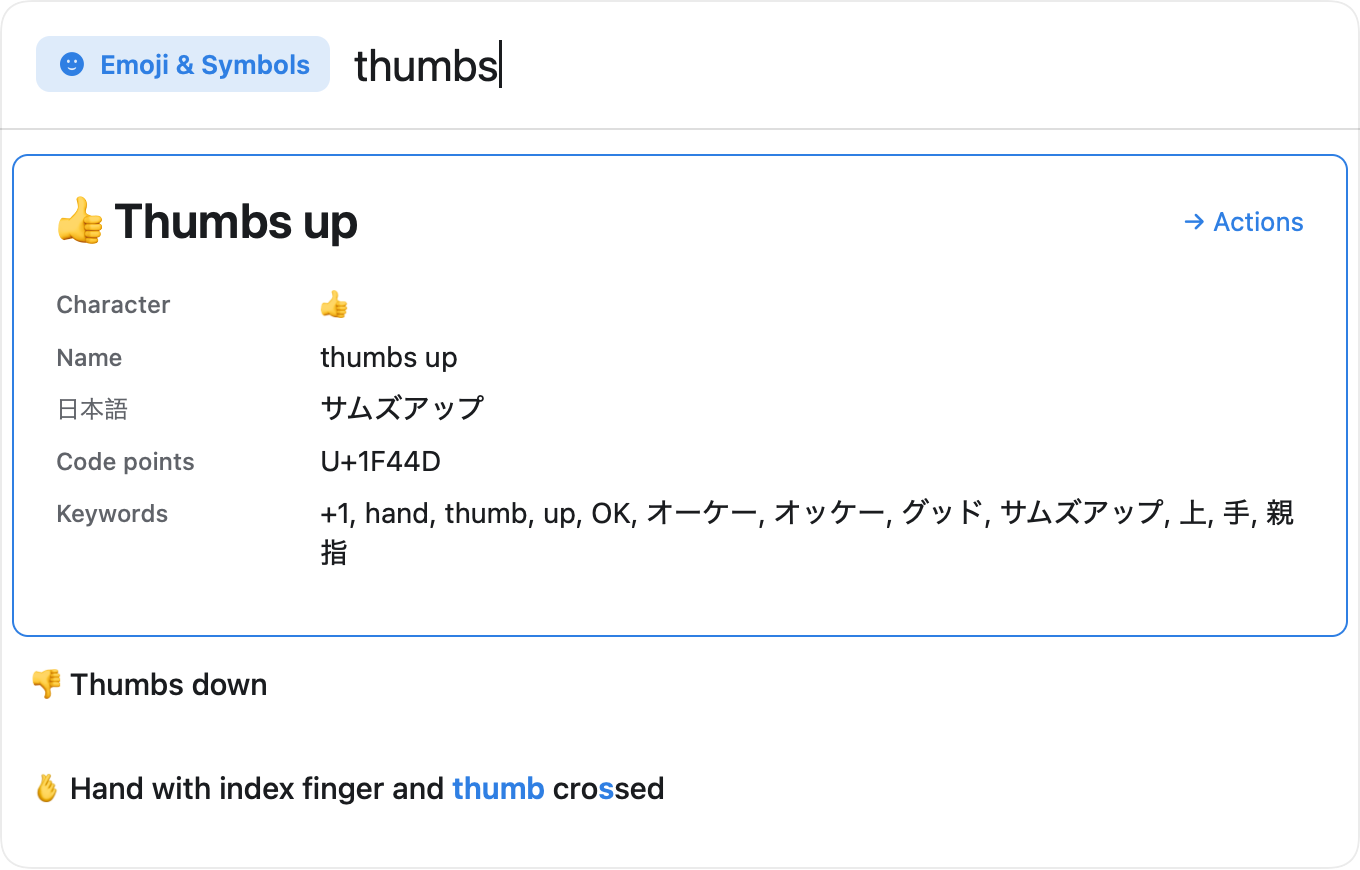 Emoji & Symbols thumbs
👍 Thumbs up → Actions
Character 👍
Name thumbs up
日本語 サムズアップ
Code points U+1F44D
Keywords +1, hand, thumb, up, OK, オーケー, オッケー, グッド, サムズアップ, 上, 手, 親
指
👎 Thumbs down
🫰 Hand with index finger and thumb crossed